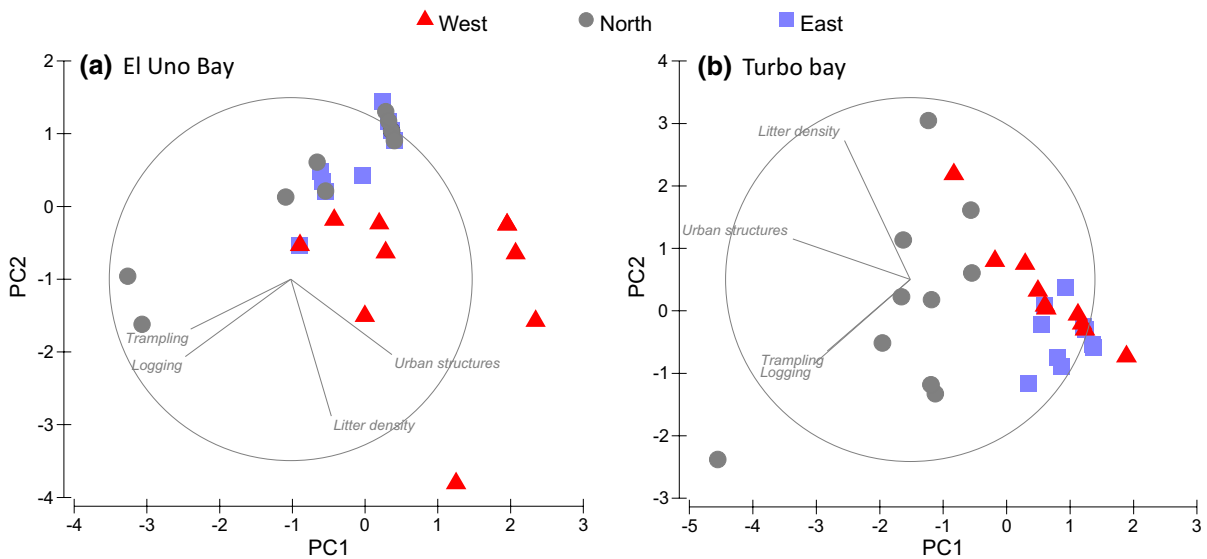 West North East
(a) El Uno Bay
2
1
0
-1
-2
-3
-4
PC2
Trampling
Logging
Urban structures
Litter density
-4 -3 -2 -1 0 1 2 3
PC1
(b) Turbo bay
4
3
2
1
0
-1
-2
-3
PC2
Litter density
Urban structures
Trampling
Logging
-5 -4 -3 -2 -1 0 1 2 3
PC1